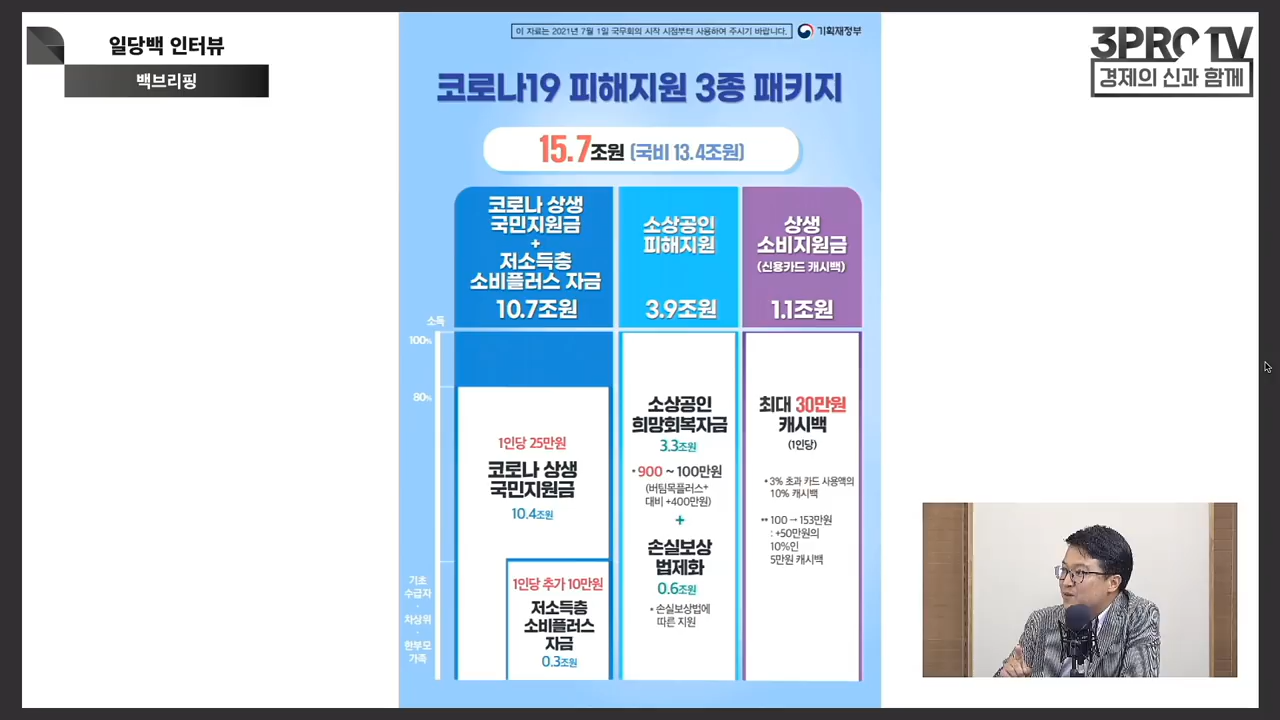 일당백 인터뷰
백브리핑
3PRO TV
경제의 신과 함께
이 자료는 2021년 7월 1일 국무회의 시작 시점부터 사용하여 주시기 바랍니다.
기획재정부
코로나19 피해지원 3종 패키지
15.7조원 (국비 13.4조원)
코로나 상생
국민지원금
+
저소득층
소비플러스 자금
10.7조원
소상공인
피해지원
3.9조원
상생
소비지원금
(신용카드 캐시백)
1.1조원
소득
100%
80%
기초
수급자
·
차상위
·
한부모
가족
1인당 25만원
코로나 상생
국민지원금
10.4조원
1인당 추가 10만원
저소득층
소비플러스
자금
0.3조원
소상공인
희망회복자금
3.3조원
• 900 ~ 100만원
(버팀목플러스+
대비 +400만원)
+
손실보상
법제화
0.6조원
• 손실보상법에
따른 지원
최대 30만원
캐시백
(1인당)
• 3% 초과 카드 사용액의
10% 캐시백
•• 100 → 153만원
: +50만원의
10%인
5만원 캐시백